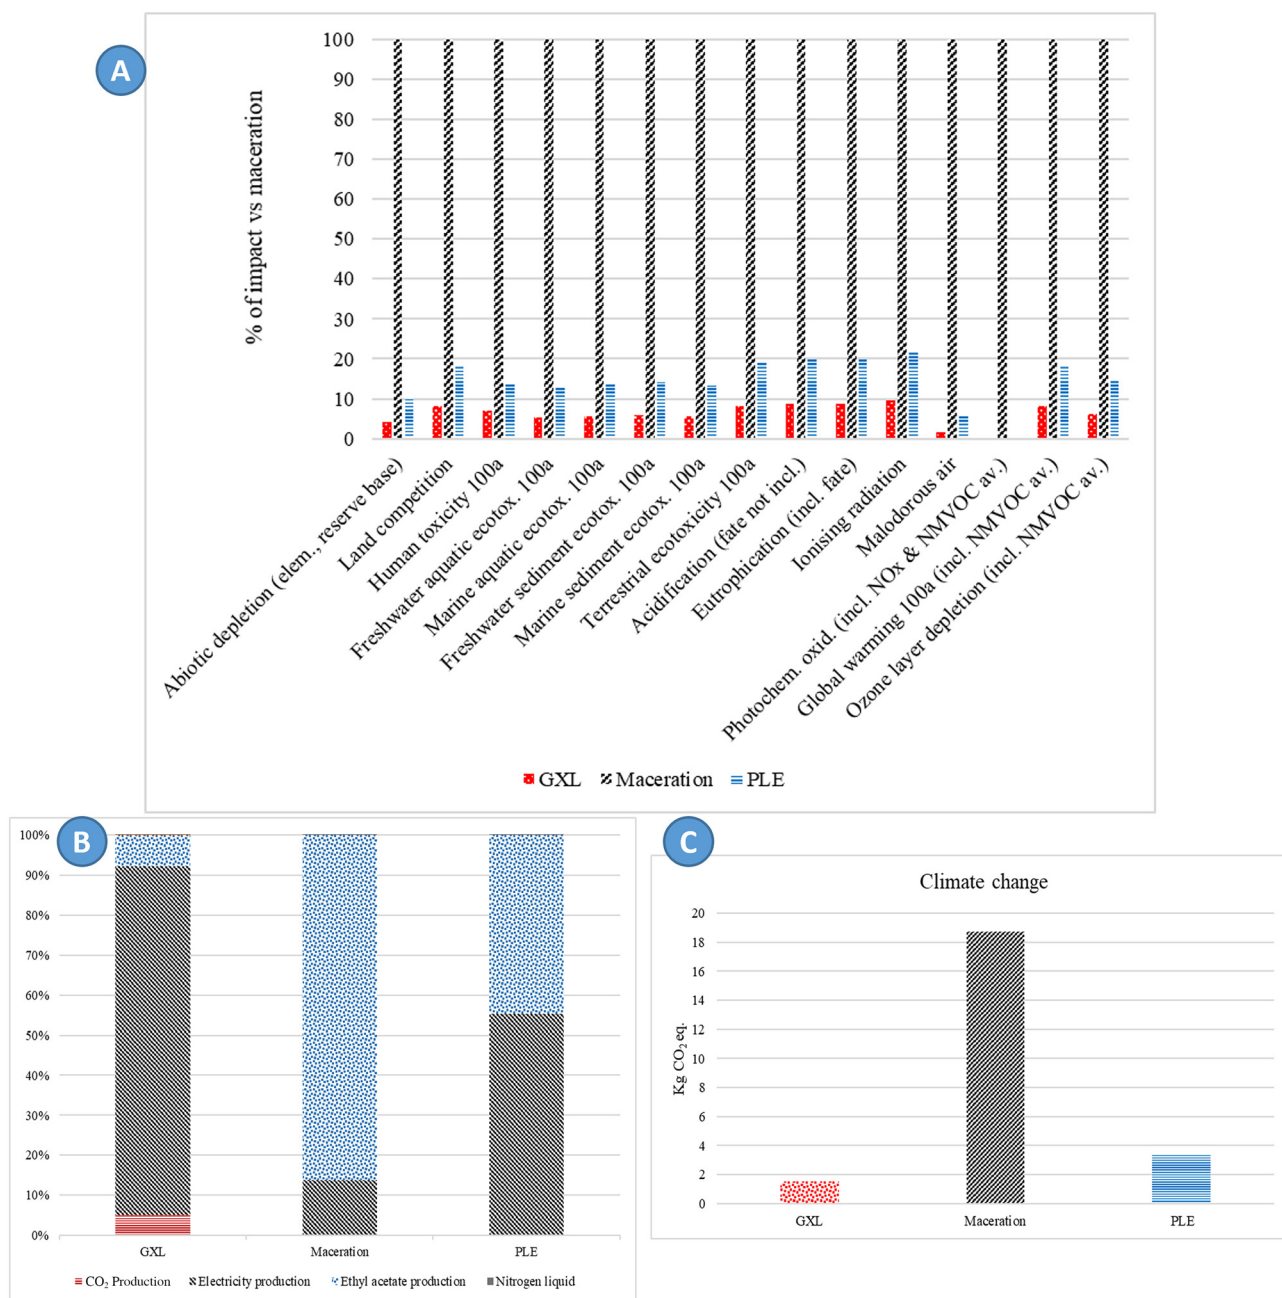 A
% of impact vs maceration
100
90
80
70
60
50
40
30
20
10
0
Abiotic depletion (elem., reserve base)
Land competition
Human toxicity 100a
Freshwater aquatic ecotox. 100a
Marine aquatic ecotox. 100a
Freshwater sediment ecotox. 100a
Marine sediment ecotox. 100a
Terrestrial ecotoxicity 100a
Acidification (fate not incl.)
Eutrophication (incl. fate)
Ionising radiation
Malodorous air
Photochem. oxid. (incl. NOx & NMVOC av.)
Global warming 100a (incl. NMVOC av.)
Ozone layer depletion (incl. NMVOC av.)
GXL Maceration PLE
B
100%
90%
80%
70%
60%
50%
40%
30%
20%
10%
0%
GXL Maceration PLE
CO₂ Production Electricity production Ethyl acetate production Nitrogen liquid
C
Climate change
Kg CO₂ eq.
20
18
16
14
12
10
8
6
4
2
0
GXL Maceration PLE